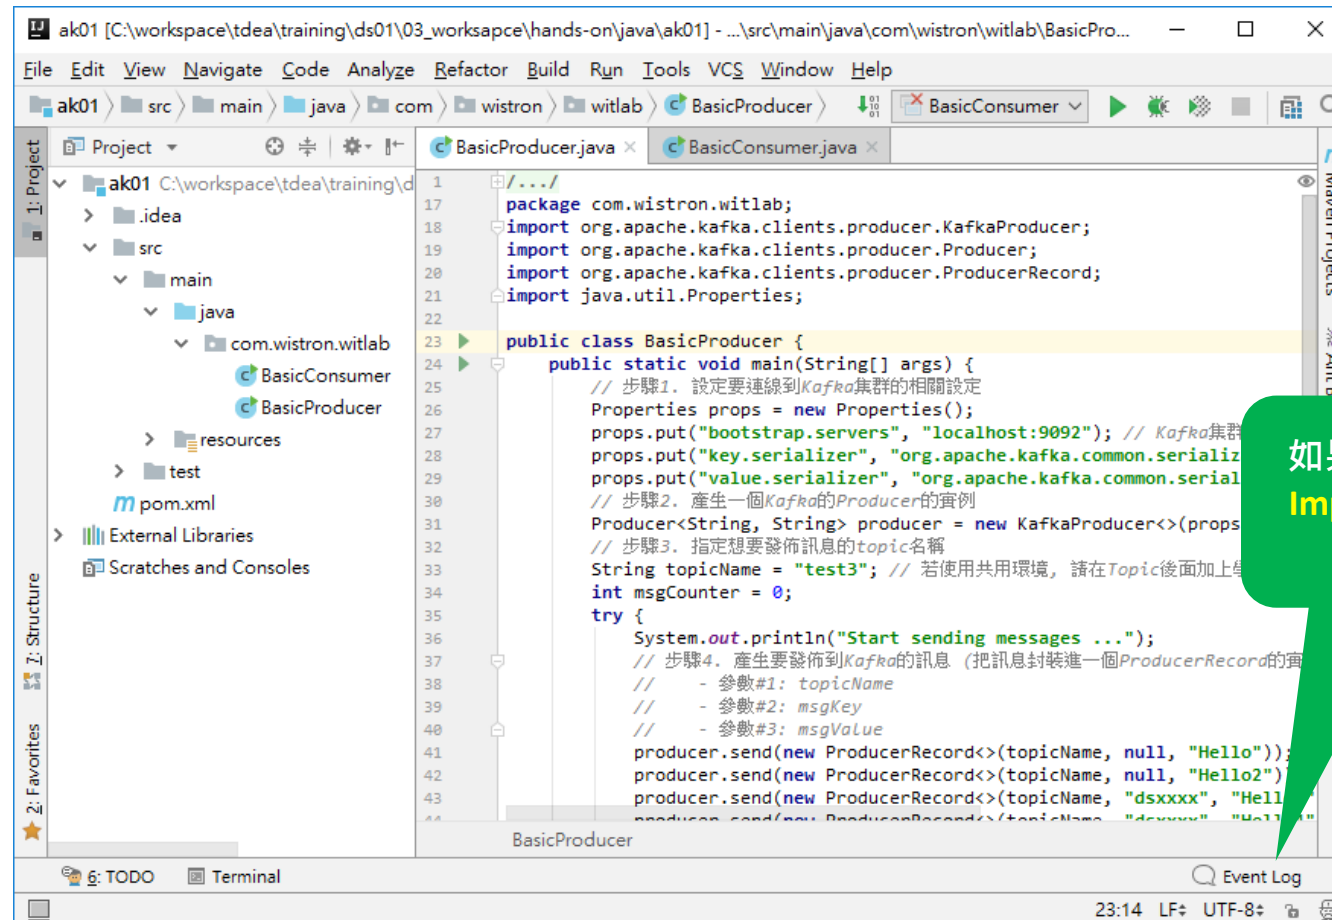 ak01 [C:\workspace\tdea\training\ds01\03_worksapce\hands-on\java\ak01] - ...\src\main\java\com\wistron\witlab\BasicPro...
File Edit View Navigate Code Analyze Refactor Build Run Tools VCS Window Help
ak01 src main java com wistron witlab BasicProducer BasicConsumer
1: Project
Project
BasicProducer.java BasicConsumer.java
ak01 C:\workspace\tdea\training\d
.idea
src
main
java
com.wistron.witlab
BasicConsumer
BasicProducer
resources
test
pom.xml
External Libraries
Scratches and Consoles
7: Structure
2: Favorites
1 /.../
17 package com.wistron.witlab;
18 import org.apache.kafka.clients.producer.KafkaProducer;
19 import org.apache.kafka.clients.producer.Producer;
20 import org.apache.kafka.clients.producer.ProducerRecord;
21 import java.util.Properties;
22
23 public class BasicProducer {
24 public static void main(String[] args) {
25 // 步驟1. 設定要連線到Kafka集群的相關設定
26 Properties props = new Properties();
27 props.put("bootstrap.servers", "localhost:9092"); // Kafka集群
28 props.put("key.serializer", "org.apache.kafka.common.serializ
29 props.put("value.serializer", "org.apache.kafka.common.serial
30 // 步驟2. 產生一個Kafka的Producer的實例
31 Producer<String, String> producer = new KafkaProducer<>(props
32 // 步驟3. 指定想要發佈訊息的topic名稱
33 String topicName = "test3"; // 若使用共用環境, 請在Topic後面加上
34 int msgCounter = 0;
35 try {
36 System.out.println("Start sending messages ...");
37 // 步驟4. 產生要發佈到Kafka的訊息 (把訊息封裝進一個ProducerRecord的實
38 // - 參數#1: topicName
39 // - 參數#2: msgKey
40 // - 參數#3: msgValue
41 producer.send(new ProducerRecord<>(topicName, null, "Hello"));
42 producer.send(new ProducerRecord<>(topicName, null, "Hello2")
43 producer.send(new ProducerRecord<>(topicName, "dsxxxx", "Hell
BasicProducer
Maven Projects
如
Imp
6: TODO Terminal Event Log
23:14 LF UTF-8